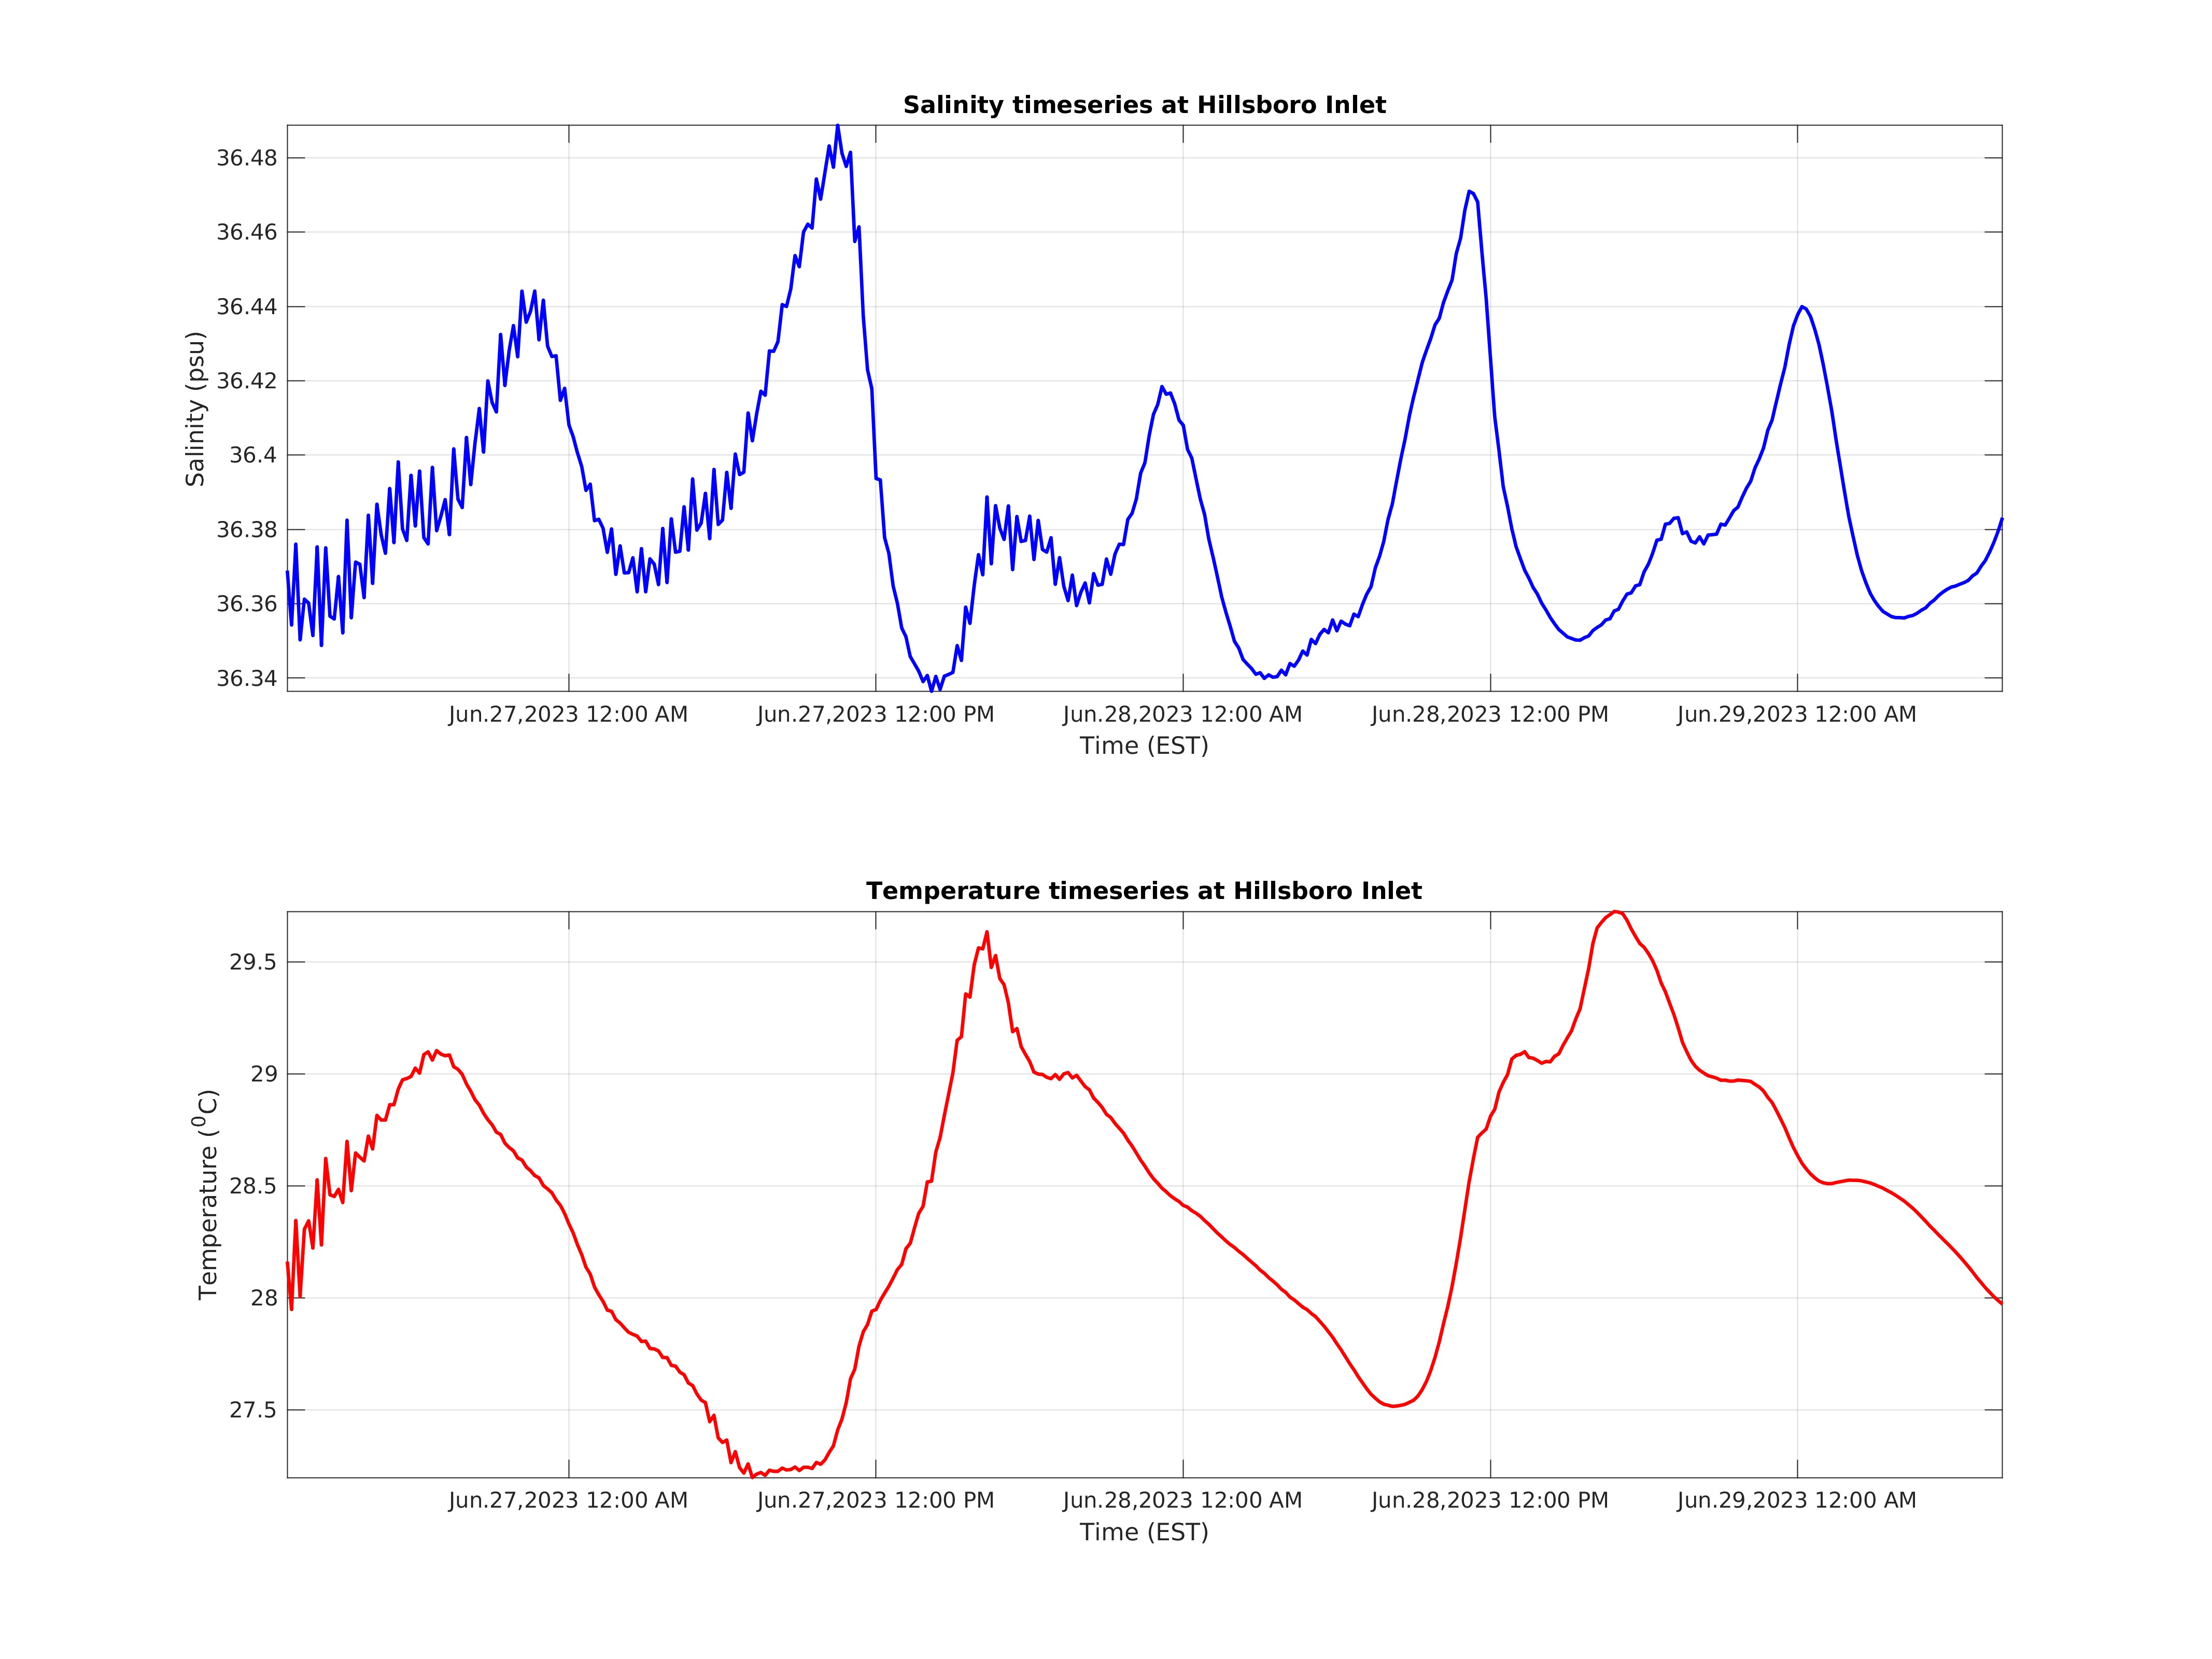 Salinity timeseries at Hillsboro Inlet
Salinity (psu)
36.48
36.46
36.44
36.42
36.4
36.38
36.36
36.34
Jun.27,2023 12:00 AM
Jun.27,2023 12:00 PM
Jun.28,2023 12:00 AM
Jun.28,2023 12:00 PM
Jun.29,2023 12:00 AM
Time (EST)
Temperature timeseries at Hillsboro Inlet
Temperature (⁰C)
29.5
29
28.5
28
27.5
Jun.27,2023 12:00 AM
Jun.27,2023 12:00 PM
Jun.28,2023 12:00 AM
Jun.28,2023 12:00 PM
Jun.29,2023 12:00 AM
Time (EST)